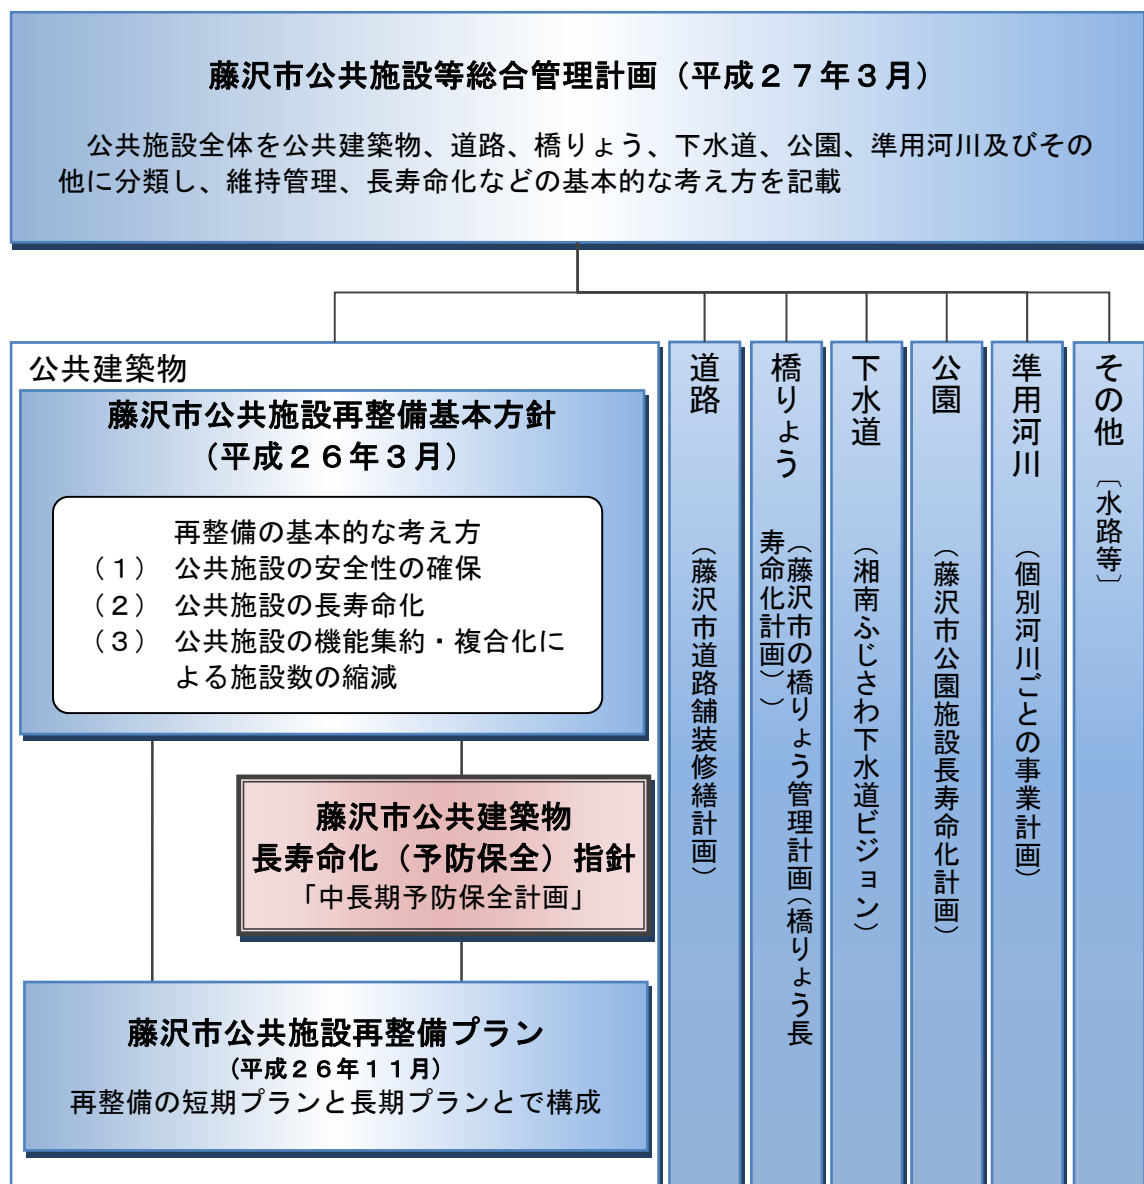 藤沢市公共施設等総合管理計画（平成２７年３月）
公共施設全体を公共建築物、道路、橋りょう、下水道、公園、準用河川及びその
他に分類し、維持管理、長寿命化などの基本的な考え方を記載
公共建築物
藤沢市公共施設再整備基本方針
（平成２６年３月）
再整備の基本的な考え方
（１）　公共施設の安全性の確保
（２）　公共施設の長寿命化
（３）　公共施設の機能集約・複合化に
よる施設数の縮減
藤沢市公共建築物
長寿命化（予防保全）指針
「中長期予防保全計画」
藤沢市公共施設再整備プラン
（平成２６年１１月）
再整備の短期プランと長期プランとで構成
道路
（藤沢市道路舗装修繕計画）
橋りょう
（藤沢市の橋りょう管理計画（橋りょう長
寿命化計画））
下水道
（湘南ふじさわ下水道ビジョン）
公園
（藤沢市公園施設長寿命化計画）
準用河川
（個別河川ごとの事業計画）
その他
〔水路等〕